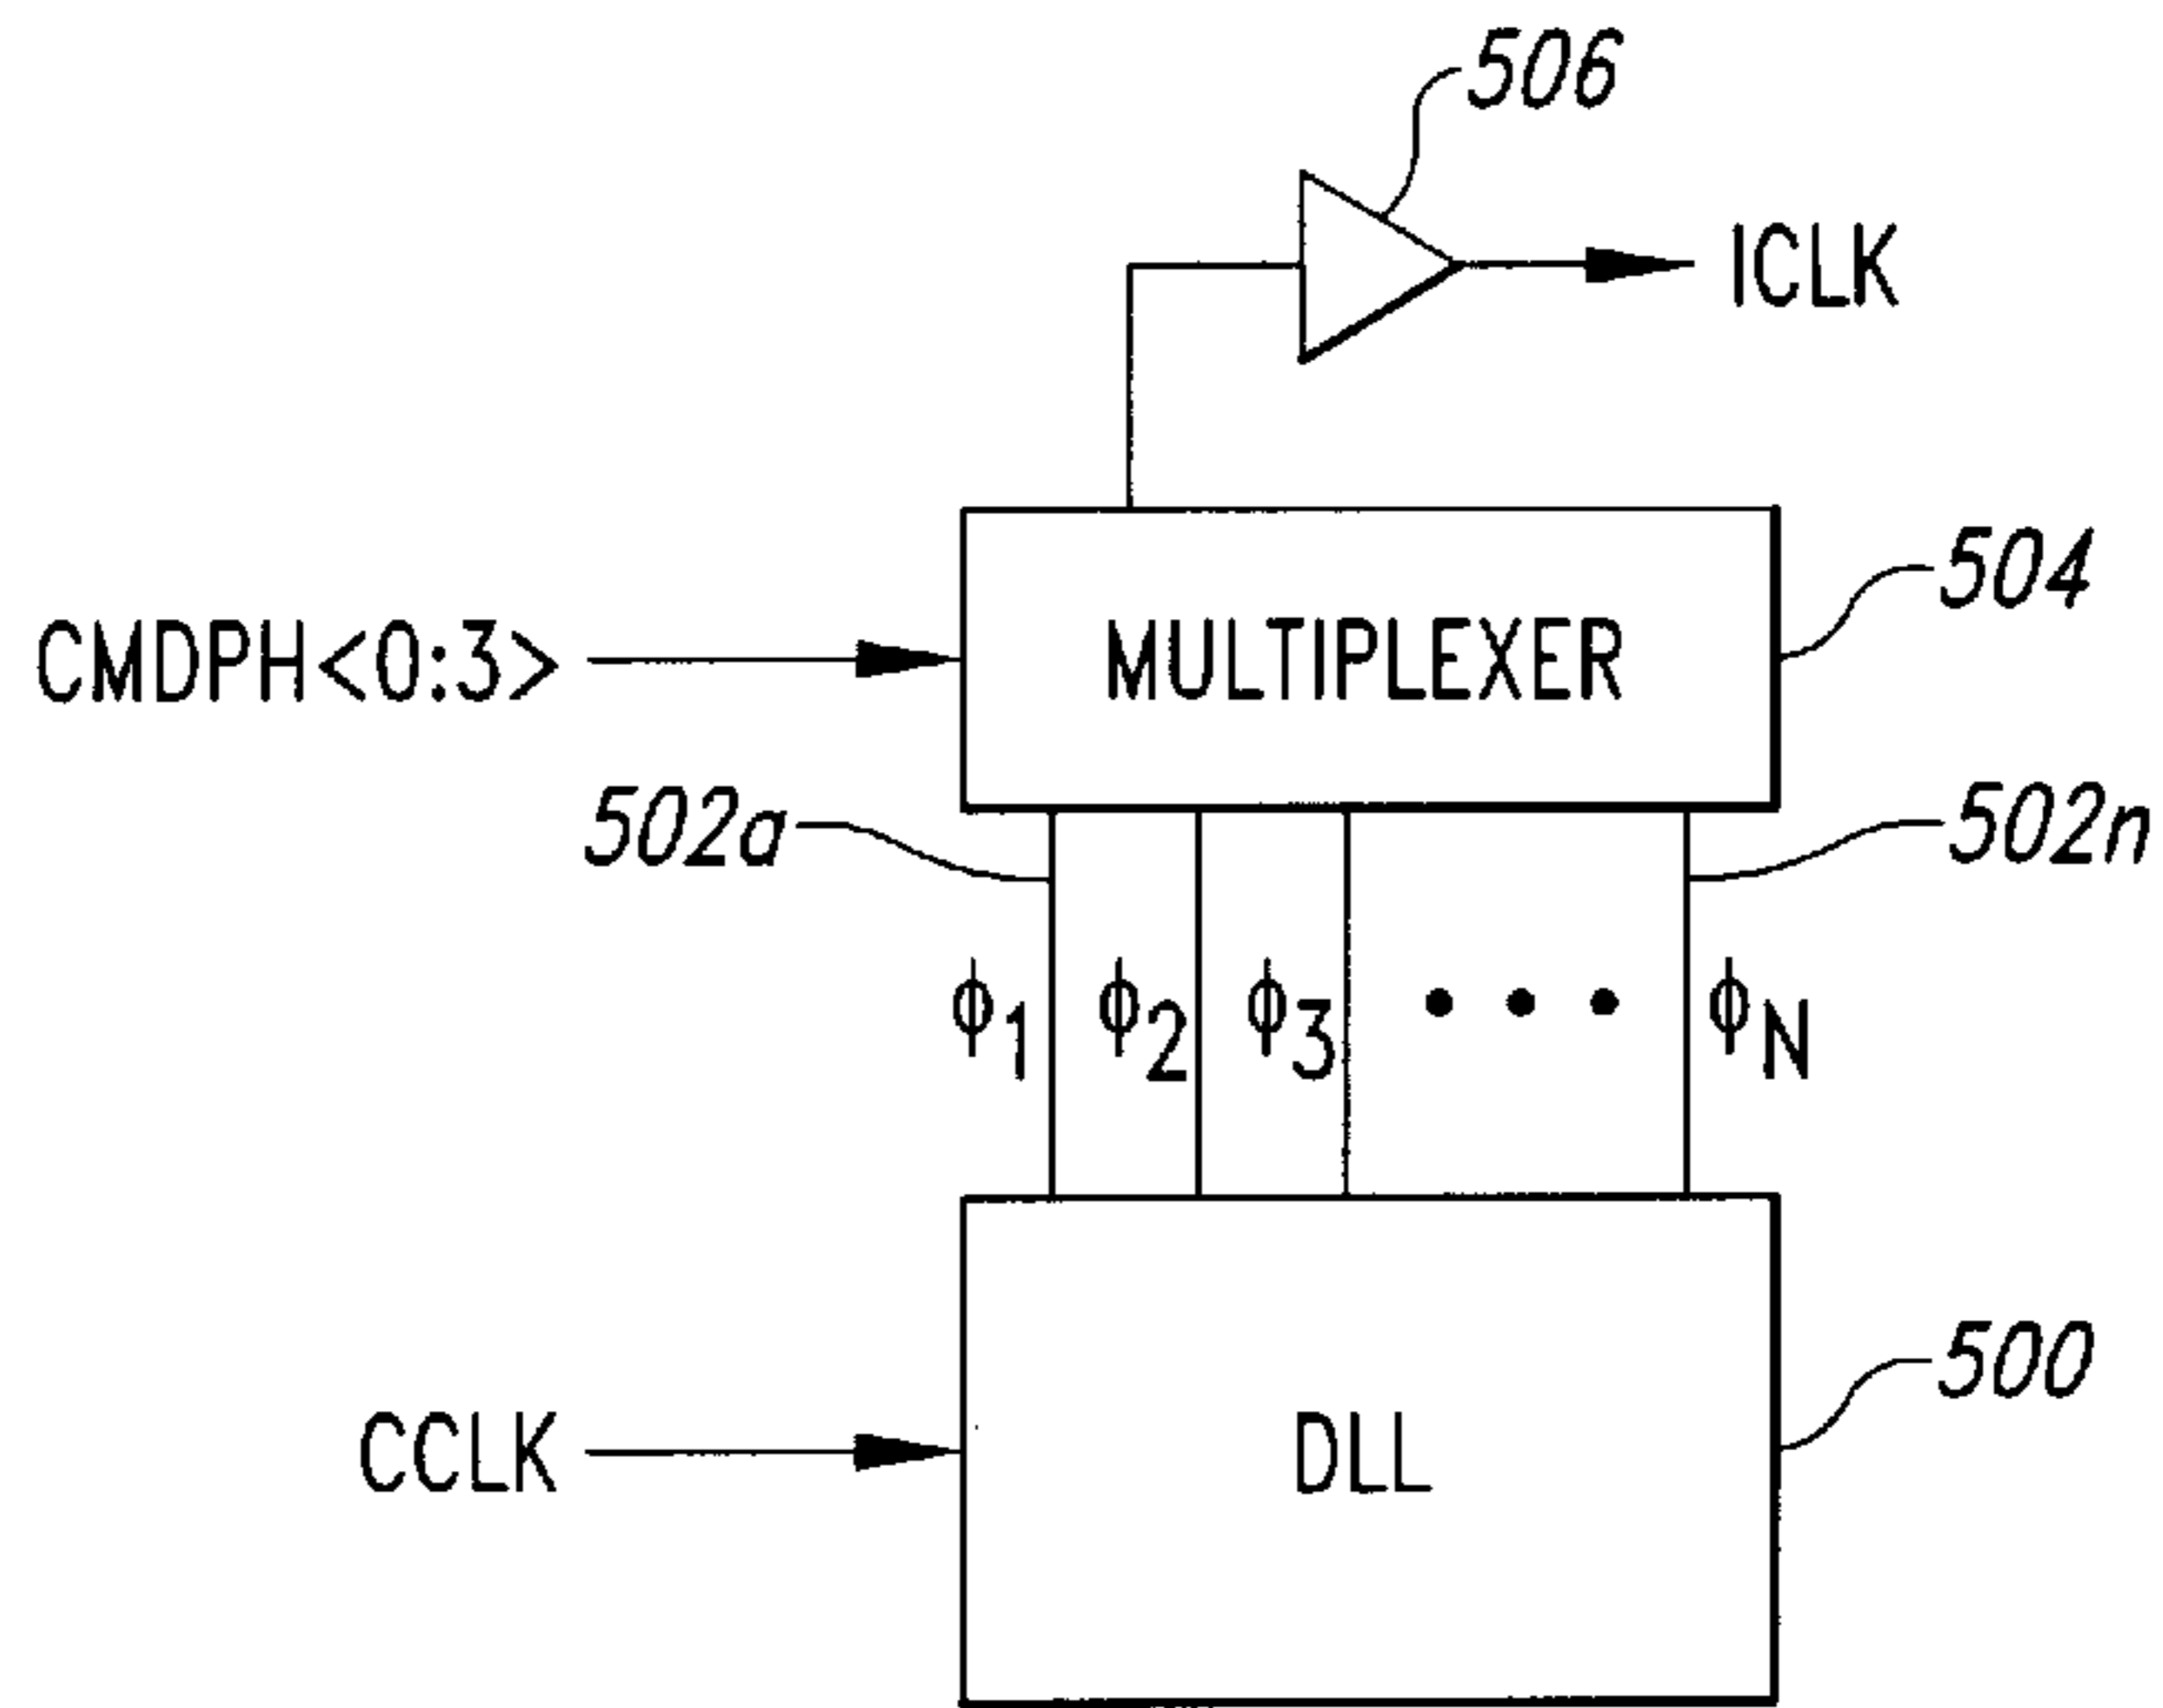 506
ICLK
504
CMDPH<0:3>
MULTIPLEXER
502a
502n
ϕ1 ϕ2 ϕ3 • • • ϕN
500
CCLK
DLL